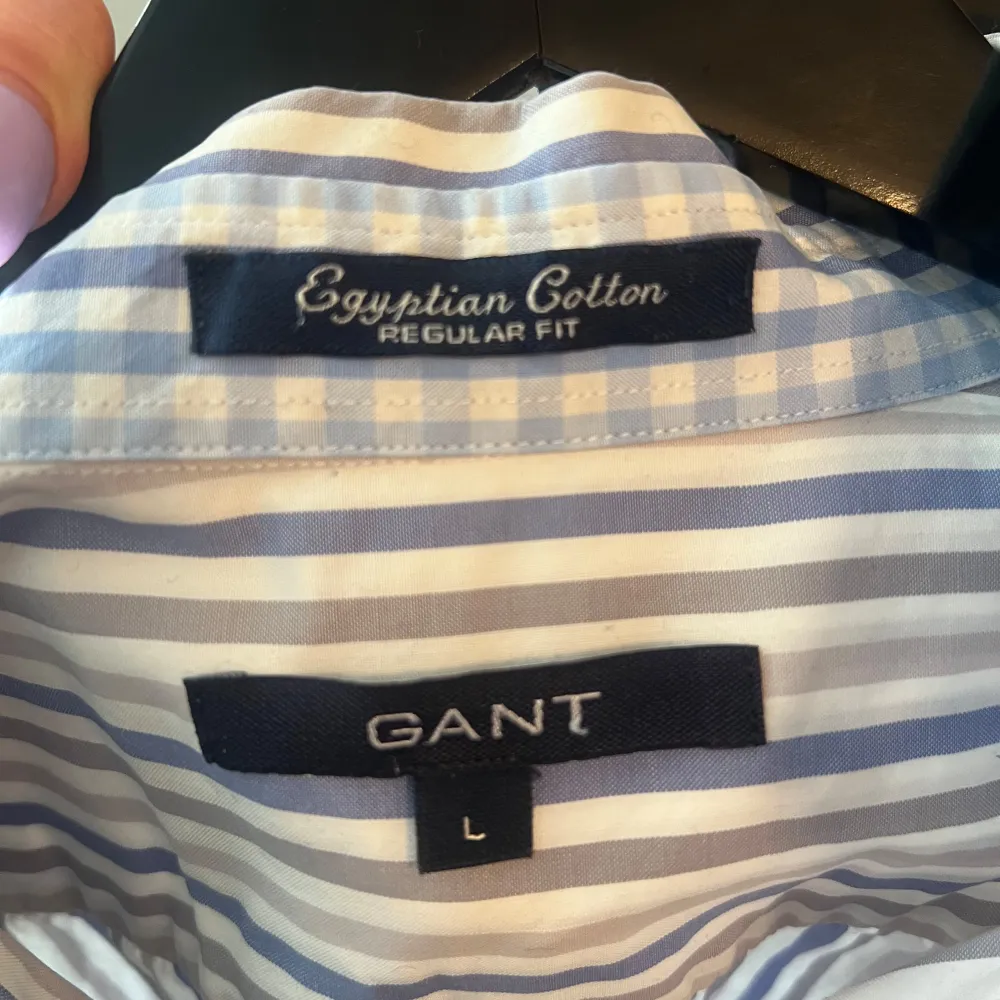 Egyptian Cotton
REGULAR FIT
GANT
L